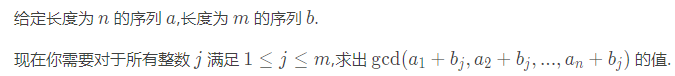 给定长度为 n 的序列 a,长度为 m 的序列 b.
现在你需要对于所有整数 j 满足 1 ≤ j ≤ m,求出 gcd(a₁ + bⱼ, a₂ + bⱼ, ..., aₙ + bⱼ) 的值.